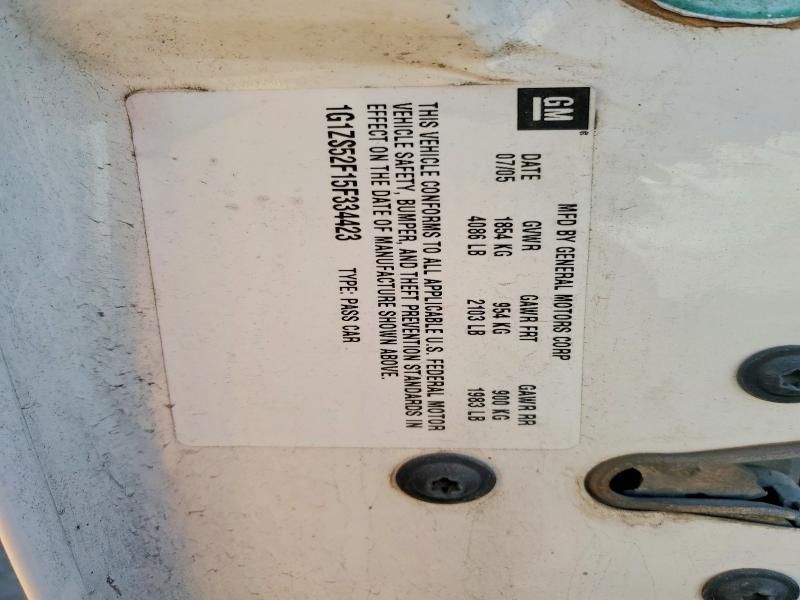 GM
MFD BY GENERAL MOTORS CORP
DATE GVWR GAWR FRT GAWR RR
07/05 1854 KG 954 KG 900 KG
4086 LB 2103 LB 1983 LB
THIS VEHICLE CONFORMS TO ALL APPLICABLE U.S. FEDERAL MOTOR
VEHICLE SAFETY, BUMPER, AND THEFT PREVENTION STANDARDS IN
EFFECT ON THE DATE OF MANUFACTURE SHOWN ABOVE.
1G1ZS52F15F334423 TYPE: PASS CAR